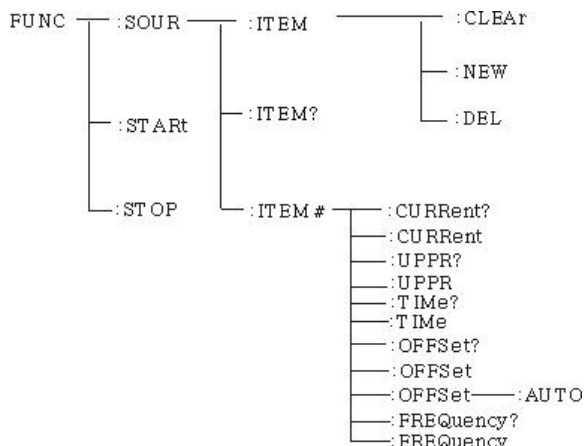 FUNC :SOUR :ITEM :CLEAr
:NEW
:ITEM?
:STARt :DEL
:STOP :ITEM# :CURRent?
:CURRent
:UPPR?
:UPPR
:TIMe?
:TIMe
:OFFSet?
:OFFSet
:OFFSet :AUTO
:FREQuency?
:FREQuency